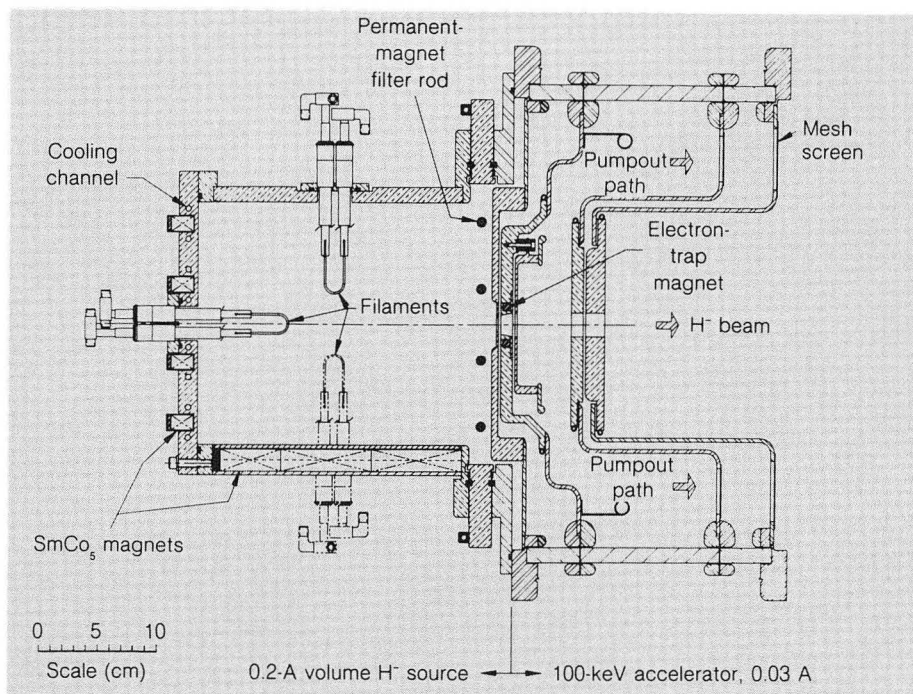 Permanent-
magnet
filter rod
Cooling
channel
Pumpout
path
Mesh
screen
Electron-
trap
magnet
Filaments
H⁻ beam
Pumpout
path
SmCo₅ magnets
0 5 10
Scale (cm)
0.2-A volume H⁻ source
100-keV accelerator, 0.03 A